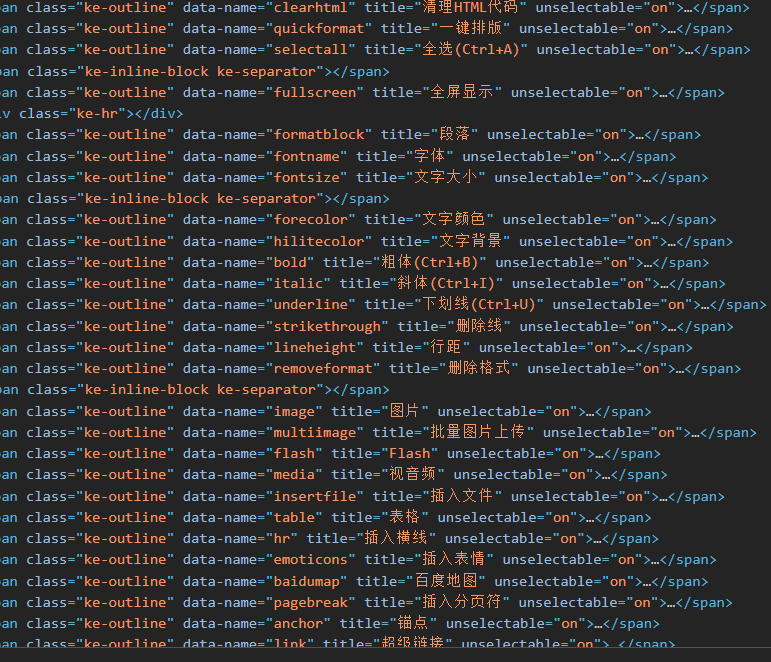 an class="ke-outline" data-name="clearhtml" title="清理HTML代码" unselectable="on">…</span>
an class="ke-outline" data-name="quickformat" title="一键排版" unselectable="on">…</span>
an class="ke-outline" data-name="selectall" title="全选(Ctrl+A)" unselectable="on">…</span>
an class="ke-inline-block ke-separator"></span>
an class="ke-outline" data-name="fullscreen" title="全屏显示" unselectable="on">…</span>
v class="ke-hr"></div>
an class="ke-outline" data-name="formatblock" title="段落" unselectable="on">…</span>
an class="ke-outline" data-name="fontname" title="字体" unselectable="on">…</span>
an class="ke-outline" data-name="fontsize" title="文字大小" unselectable="on">…</span>
an class="ke-inline-block ke-separator"></span>
an class="ke-outline" data-name="forecolor" title="文字颜色" unselectable="on">…</span>
an class="ke-outline" data-name="hilitecolor" title="文字背景" unselectable="on">…</span>
an class="ke-outline" data-name="bold" title="粗体(Ctrl+B)" unselectable="on">…</span>
an class="ke-outline" data-name="italic" title="斜体(Ctrl+I)" unselectable="on">…</span>
an class="ke-outline" data-name="underline" title="下划线(Ctrl+U)" unselectable="on">…</span>
an class="ke-outline" data-name="strikethrough" title="删除线" unselectable="on">…</span>
an class="ke-outline" data-name="lineheight" title="行距" unselectable="on">…</span>
an class="ke-outline" data-name="removeformat" title="删除格式" unselectable="on">…</span>
an class="ke-inline-block ke-separator"></span>
an class="ke-outline" data-name="image" title="图片" unselectable="on">…</span>
an class="ke-outline" data-name="multiimage" title="批量图片上传" unselectable="on">…</span>
an class="ke-outline" data-name="flash" title="Flash" unselectable="on">…</span>
an class="ke-outline" data-name="media" title="视音频" unselectable="on">…</span>
an class="ke-outline" data-name="insertfile" title="插入文件" unselectable="on">…</span>
an class="ke-outline" data-name="table" title="表格" unselectable="on">…</span>
an class="ke-outline" data-name="hr" title="插入横线" unselectable="on">…</span>
an class="ke-outline" data-name="emoticons" title="插入表情" unselectable="on">…</span>
an class="ke-outline" data-name="baidumap" title="百度地图" unselectable="on">…</span>
an class="ke-outline" data-name="pagebreak" title="插入分页符" unselectable="on">…</span>
an class="ke-outline" data-name="anchor" title="锚点" unselectable="on">…</span>
an class="ke-outline" data-name="link" title="超级链接" unselectable="on">…</span>